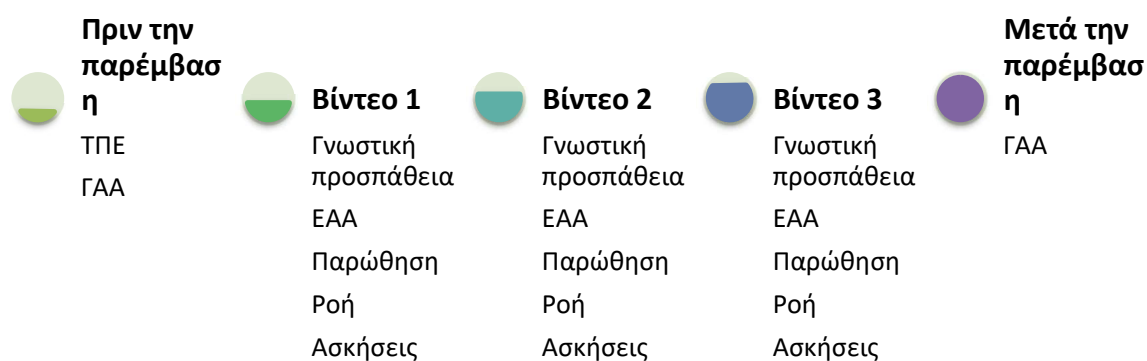 Πριν την
παρέμβασ
η
ΤΠΕ
ΓΑΑ
Βίντεο 1
Γνωστική
προσπάθεια
ΕΑΑ
Παρώθηση
Ροή
Ασκήσεις
Βίντεο 2
Γνωστική
προσπάθεια
ΕΑΑ
Παρώθηση
Ροή
Ασκήσεις
Βίντεο 3
Γνωστική
προσπάθεια
ΕΑΑ
Παρώθηση
Ροή
Ασκήσεις
Μετά την
παρέμβασ
η
ΓΑΑ